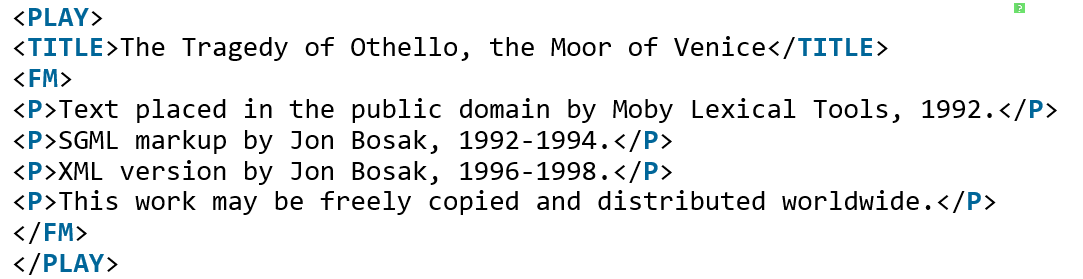 <PLAY>
<TITLE>The Tragedy of Othello, the Moor of Venice</TITLE>
<FM>
<P>Text placed in the public domain by Moby Lexical Tools, 1992.</P>
<P>SGML markup by Jon Bosak, 1992-1994.</P>
<P>XML version by Jon Bosak, 1996-1998.</P>
<P>This work may be freely copied and distributed worldwide.</P>
</FM>
</PLAY>